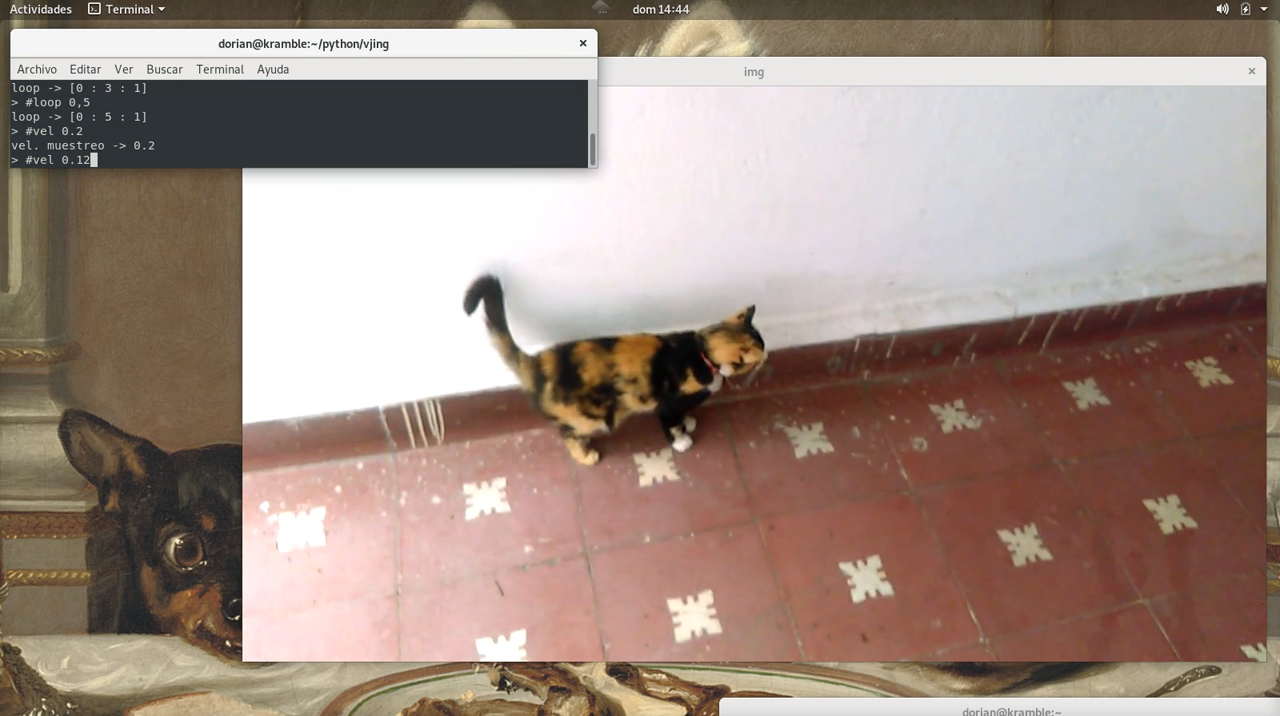 Actividades Terminal dom 14:44
dorian@kramble:~/python/vjing
Archivo Editar Ver Buscar Terminal Ayuda
loop -> [0 : 3 : 1]
> #loop 0,5
loop -> [0 : 5 : 1]
> #vel 0.2
vel. muestreo -> 0.2
> #vel 0.12
img
dorian@kramble:~